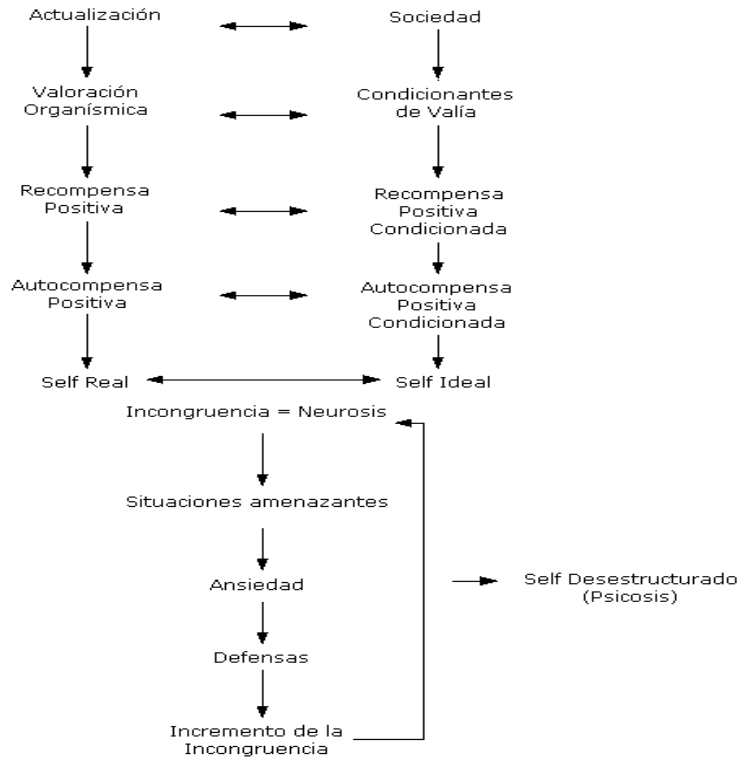 Actualización
Sociedad
Valoración
Organísmica
Condicionantes
de Valía
Recompensa
Positiva
Recompensa
Positiva
Condicionada
Autocompensa
Positiva
Autocompensa
Positiva
Condicionada
Self Real
Self Ideal
Incongruencia = Neurosis
Situaciones amenazantes
Ansiedad
Self Desestructurado
(Psicosis)
Defensas
Incremento de la
Incongruencia